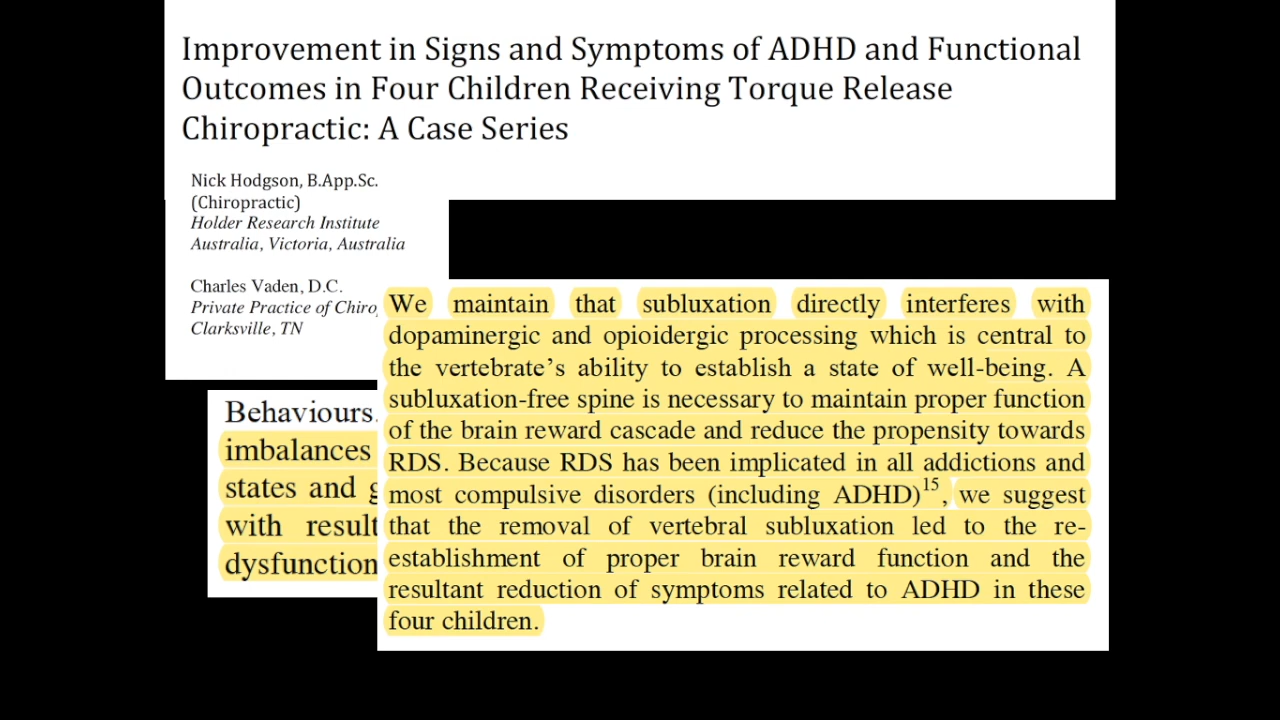 Improvement in Signs and Symptoms of ADHD and Functional
Outcomes in Four Children Receiving Torque Release
Chiropractic: A Case Series
Nick Hodgson, B.App.Sc.
(Chiropractic)
Holder Research Institute
Australia, Victoria, Australia
Charles Vaden, D.C.
Private Practice of Chiro
Clarksville, TN
Behaviours.
imbalances
states and g
with result
dysfunction
We maintain that subluxation directly interferes with
dopaminergic and opioidergic processing which is central to
the vertebrate’s ability to establish a state of well-being. A
subluxation-free spine is necessary to maintain proper function
of the brain reward cascade and reduce the propensity towards
RDS. Because RDS has been implicated in all addictions and
most compulsive disorders (including ADHD)15, we suggest
that the removal of vertebral subluxation led to the re-
establishment of proper brain reward function and the
resultant reduction of symptoms related to ADHD in these
four children.